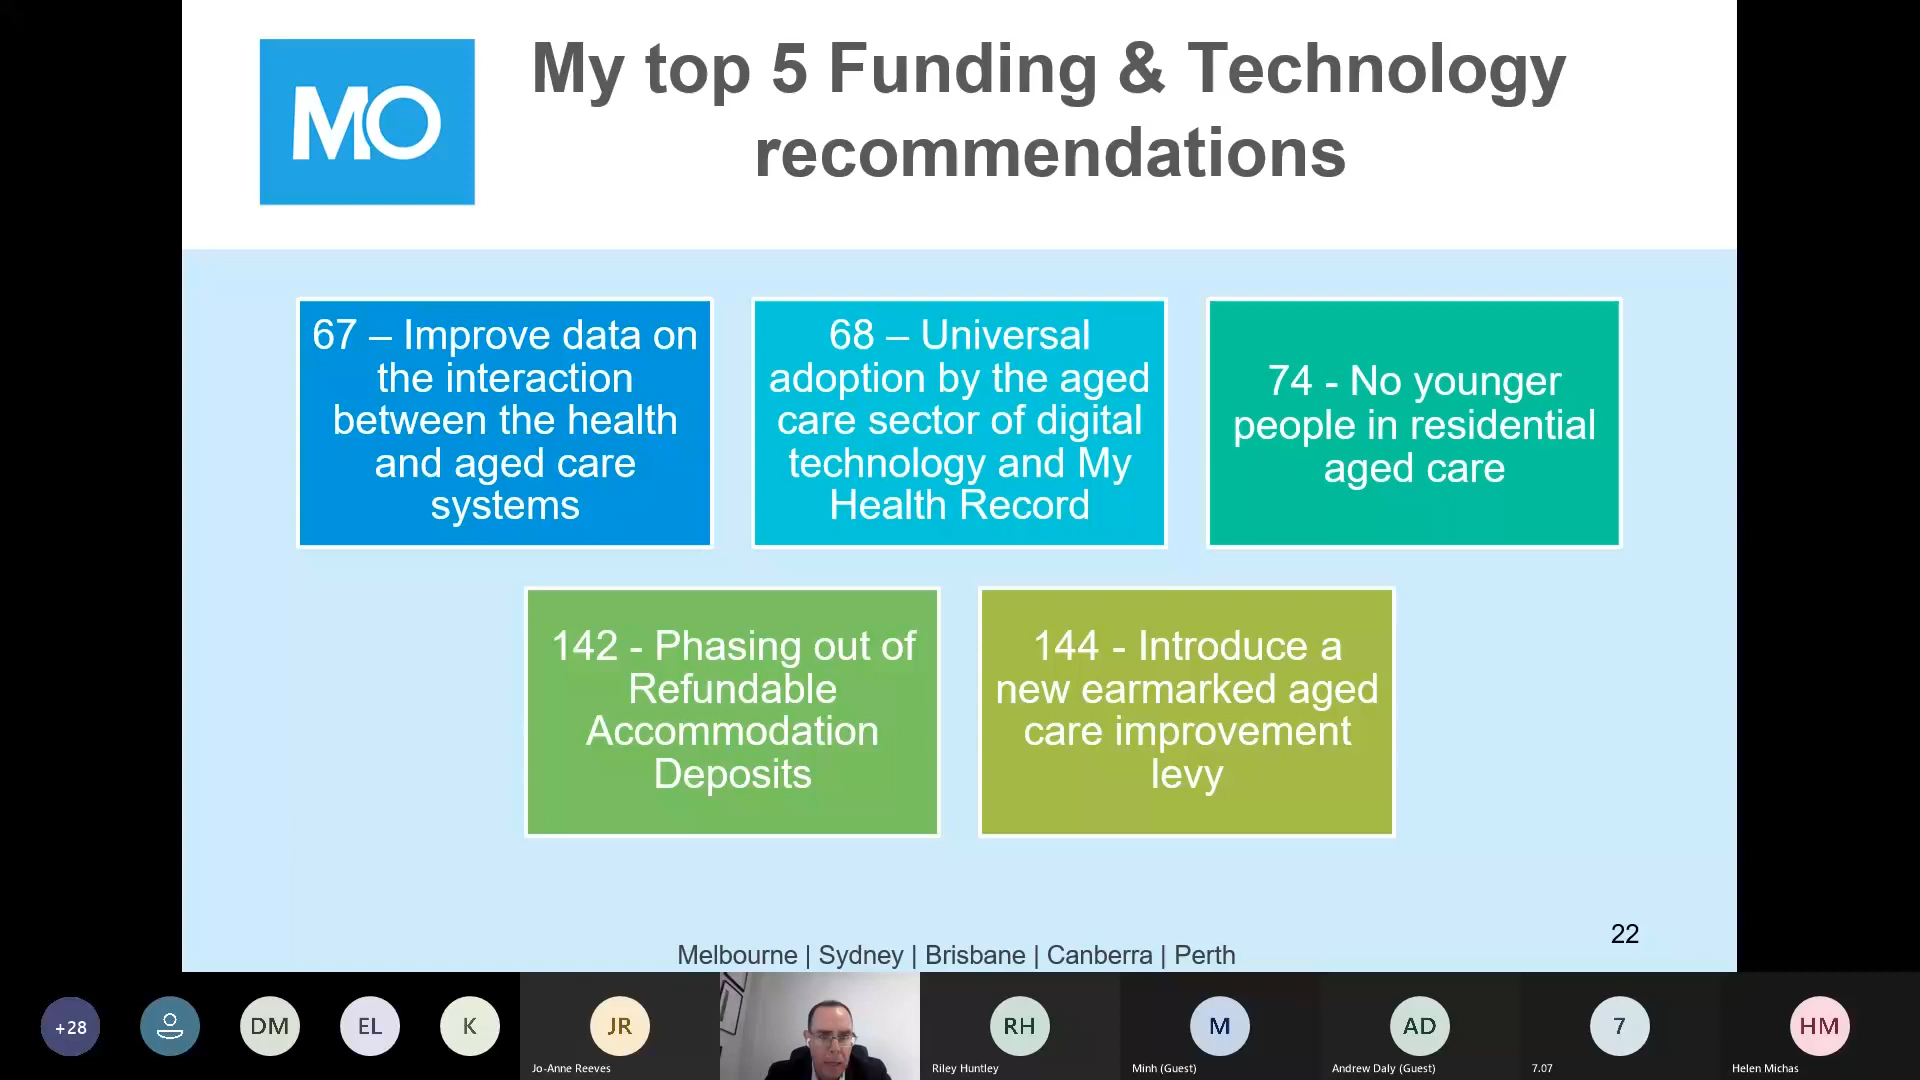 MO
My top 5 Funding & Technology
recommendations
67 – Improve data on
the interaction
between the health
and aged care
systems
68 – Universal
adoption by the aged
care sector of digital
technology and My
Health Record
74 - No younger
people in residential
aged care
142 - Phasing out of
Refundable
Accommodation
Deposits
144 - Introduce a
new earmarked aged
care improvement
levy
22
Melbourne | Sydney | Brisbane | Canberra | Perth
+28
DM
EL
K
JR
Jo-Anne Reeves
RH
Riley Huntley
M
Minh (Guest)
AD
Andrew Daly (Guest)
7
7.07
HM
Helen Michas